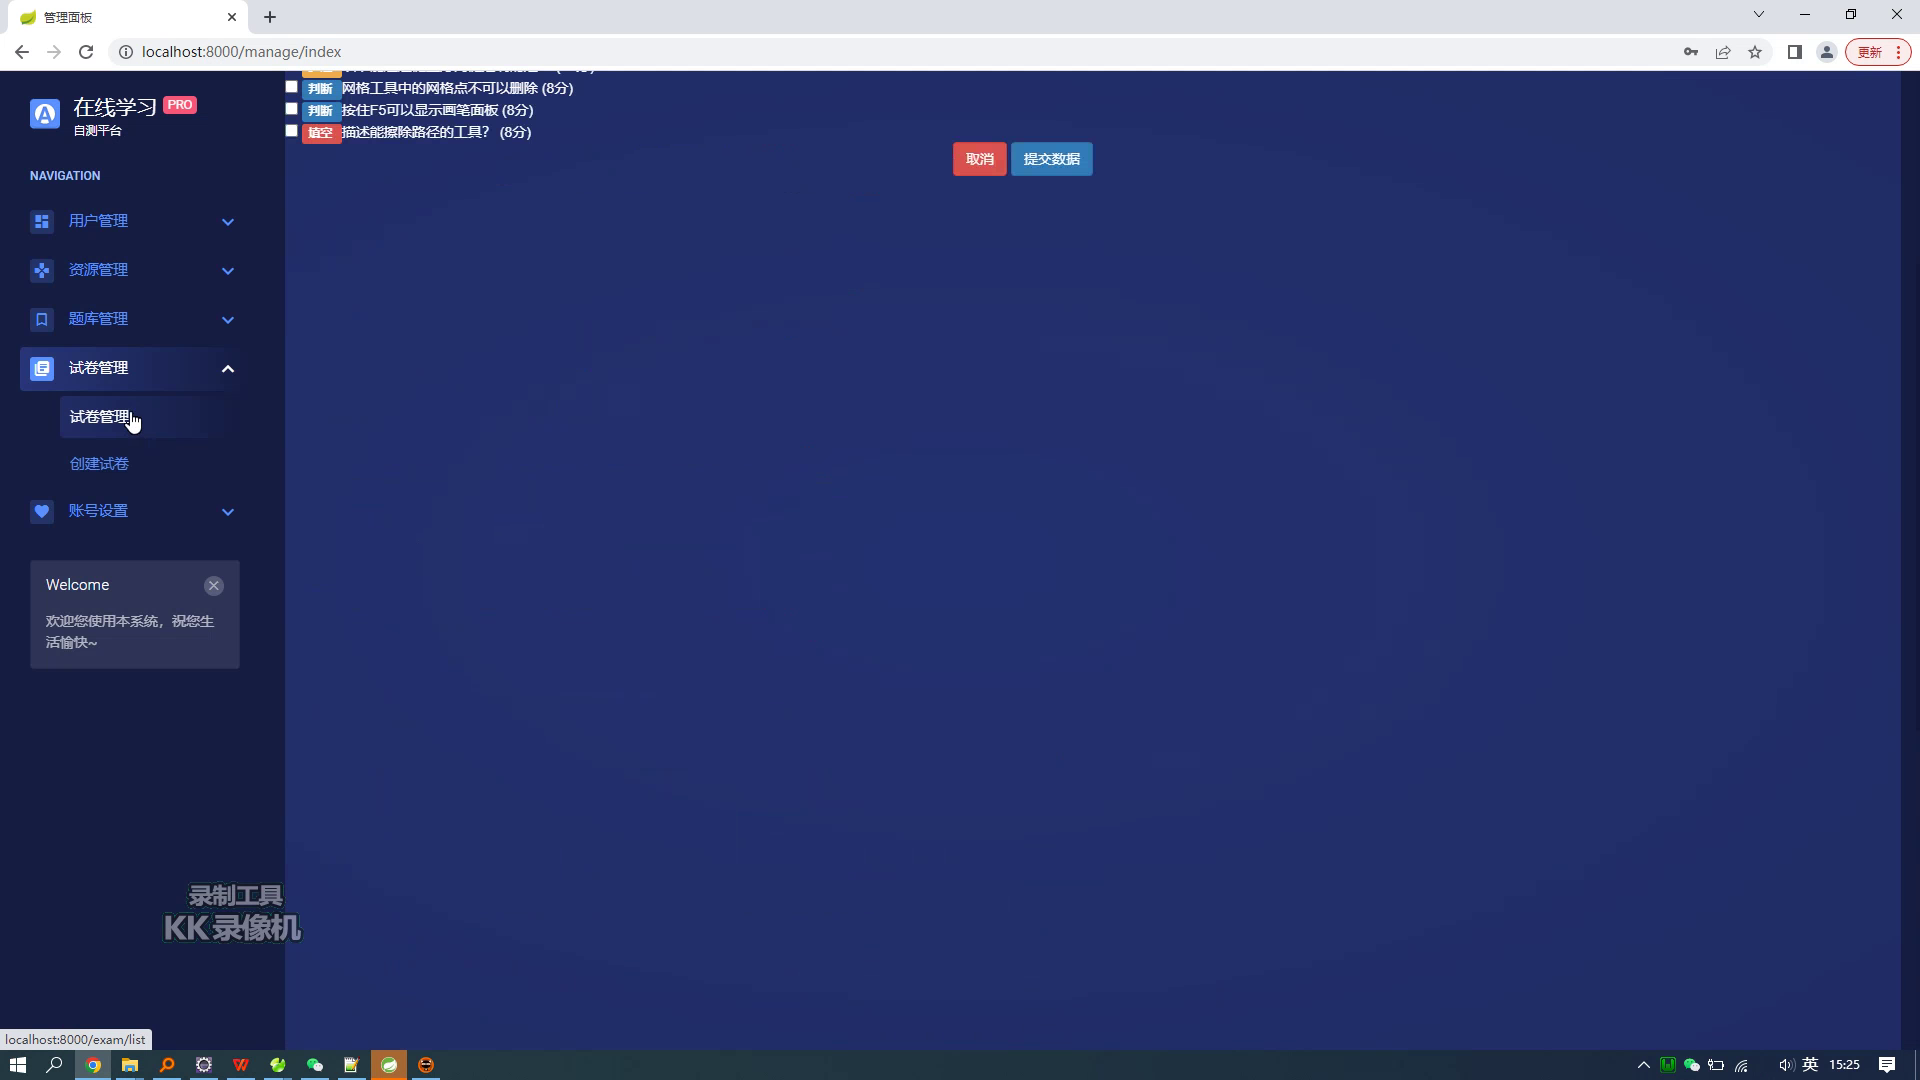 管理面板
localhost:8000/manage/index
更新
在线学习 PRO
自测平台
NAVIGATION
用户管理
资源管理
题库管理
试卷管理
试卷管理
创建试卷
账号设置
Welcome
欢迎您使用本系统，祝您生
活愉快~
判断 网格工具中的网格点不可以删除 (8分)
判断 按住F5可以显示画笔面板 (8分)
填空 描述能擦除路径的工具？ (8分)
取消 提交数据
录制工具
KK录像机
localhost:8000/exam/list
英 15:25